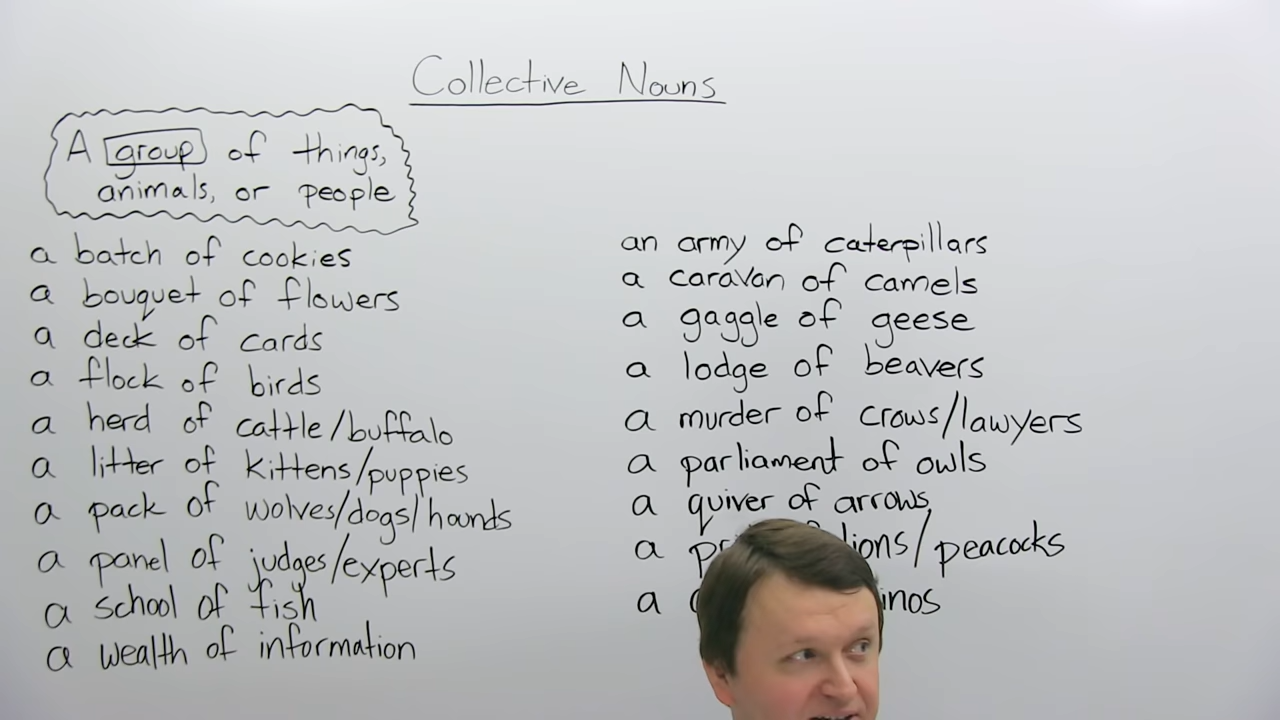 Collective Nouns
A group of things,
animals, or people
a batch of cookies
a bouquet of flowers
a deck of cards
a flock of birds
a herd of cattle/buffalo
a litter of kittens/puppies
a pack of wolves/dogs/hounds
a panel of judges/experts
a school of fish
a wealth of information
an army of caterpillars
a caravan of camels
a gaggle of geese
a lodge of beavers
a murder of crows/lawyers
a parliament of owls
a quiver of arrows
a lions/peacocks
a